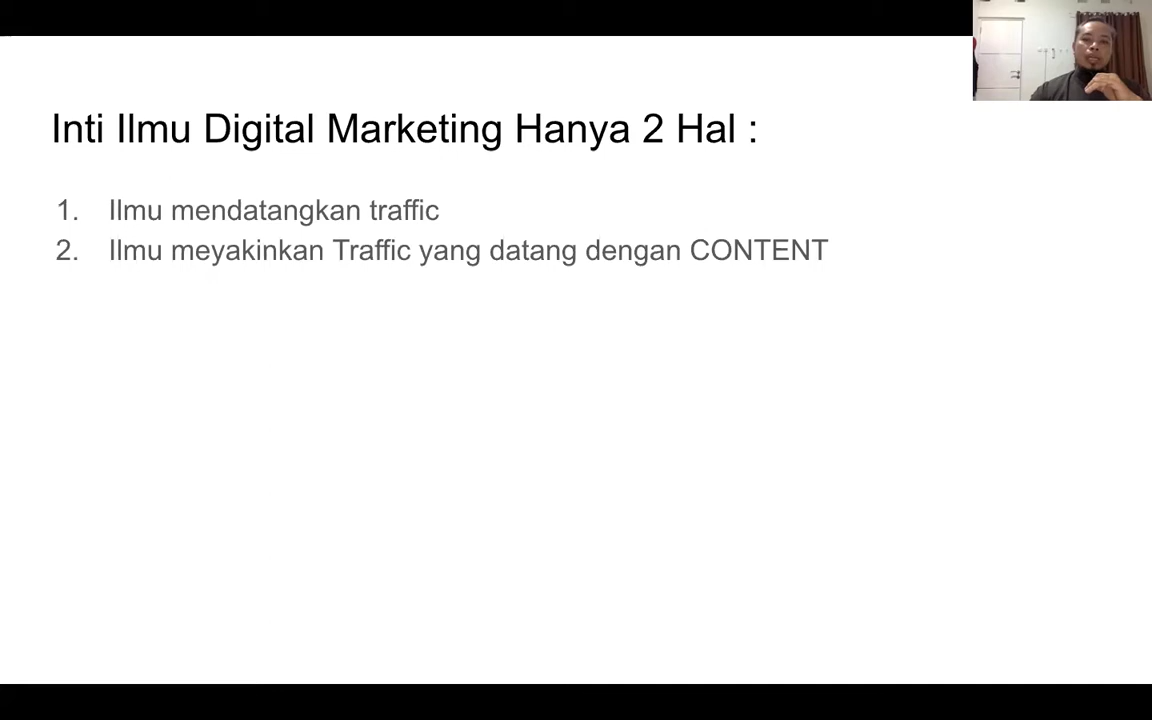 Inti Ilmu Digital Marketing Hanya 2 Hal :
1. Ilmu mendatangkan traffic
2. Ilmu meyakinkan Traffic yang datang dengan CONTENT